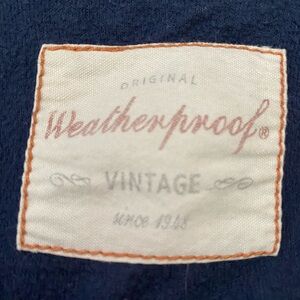 ORIGINAL
Weatherproof®
VINTAGE
since 1948